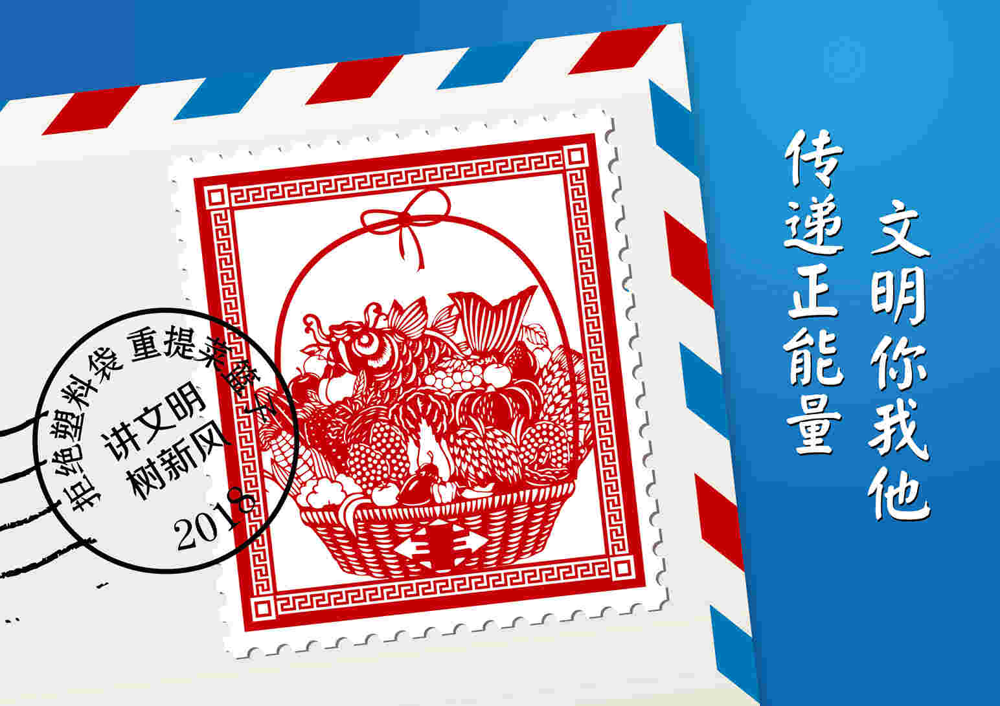 文明你我他
传递正能量
拒绝塑料袋 重提菜篮子
讲文明
树新风
2018